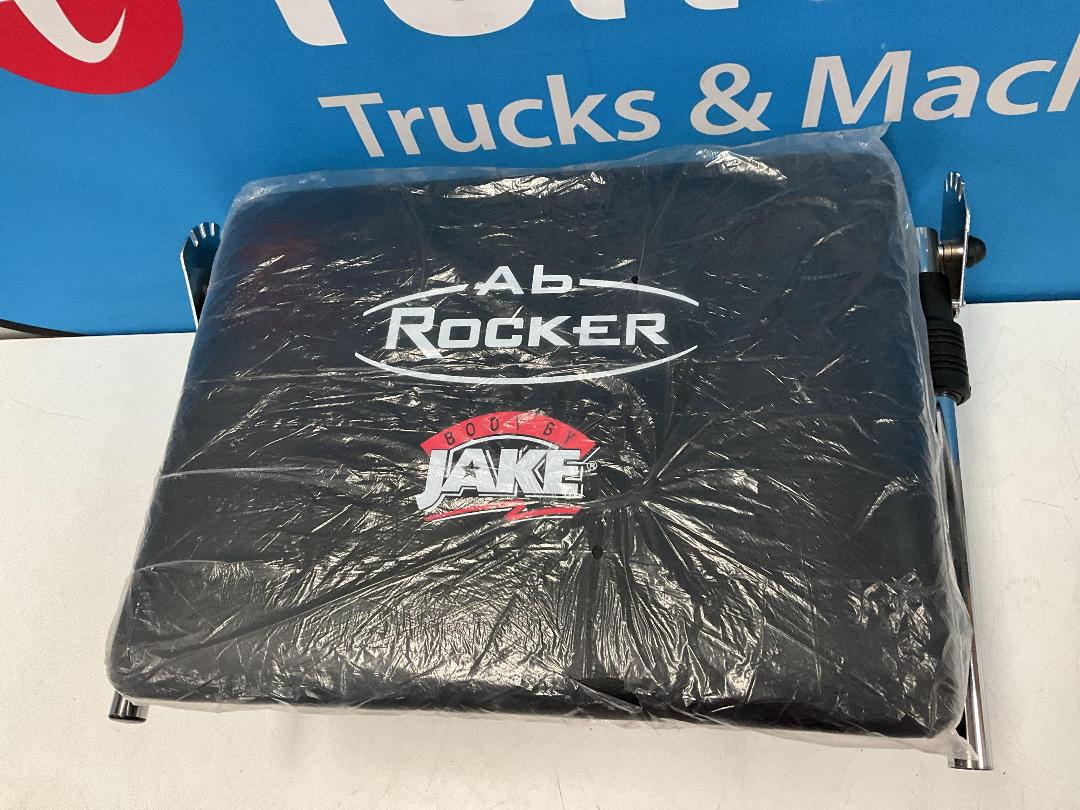 Trucks & Mach
Ab
ROCKER
BODY BY
JAKE®